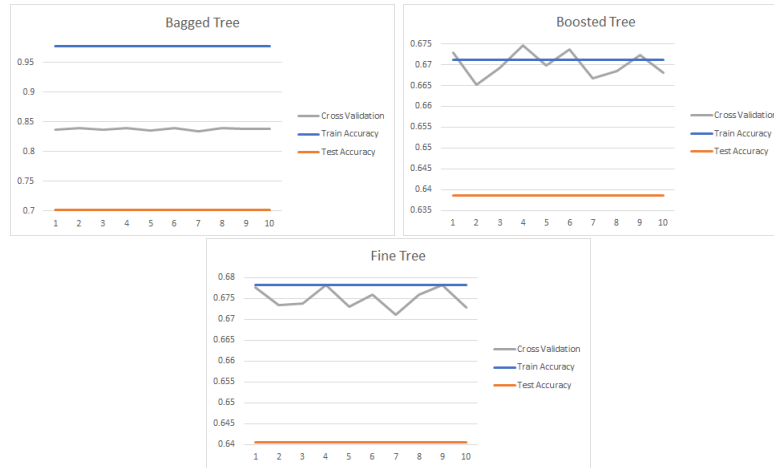 Bagged Tree
0.95
0.9
0.85
0.8
0.75
0.7
1 2 3 4 5 6 7 8 9 10
Cross Validation
Train Accuracy
Test Accuracy
Boosted Tree
0.675
0.67
0.665
0.66
0.655
0.65
0.645
0.64
0.635
1 2 3 4 5 6 7 8 9 10
Cross Validation
Train Accuracy
Test Accuracy
Fine Tree
0.68
0.675
0.67
0.665
0.66
0.655
0.65
0.645
0.64
1 2 3 4 5 6 7 8 9 10
Cross Validation
Train Accuracy
Test Accuracy